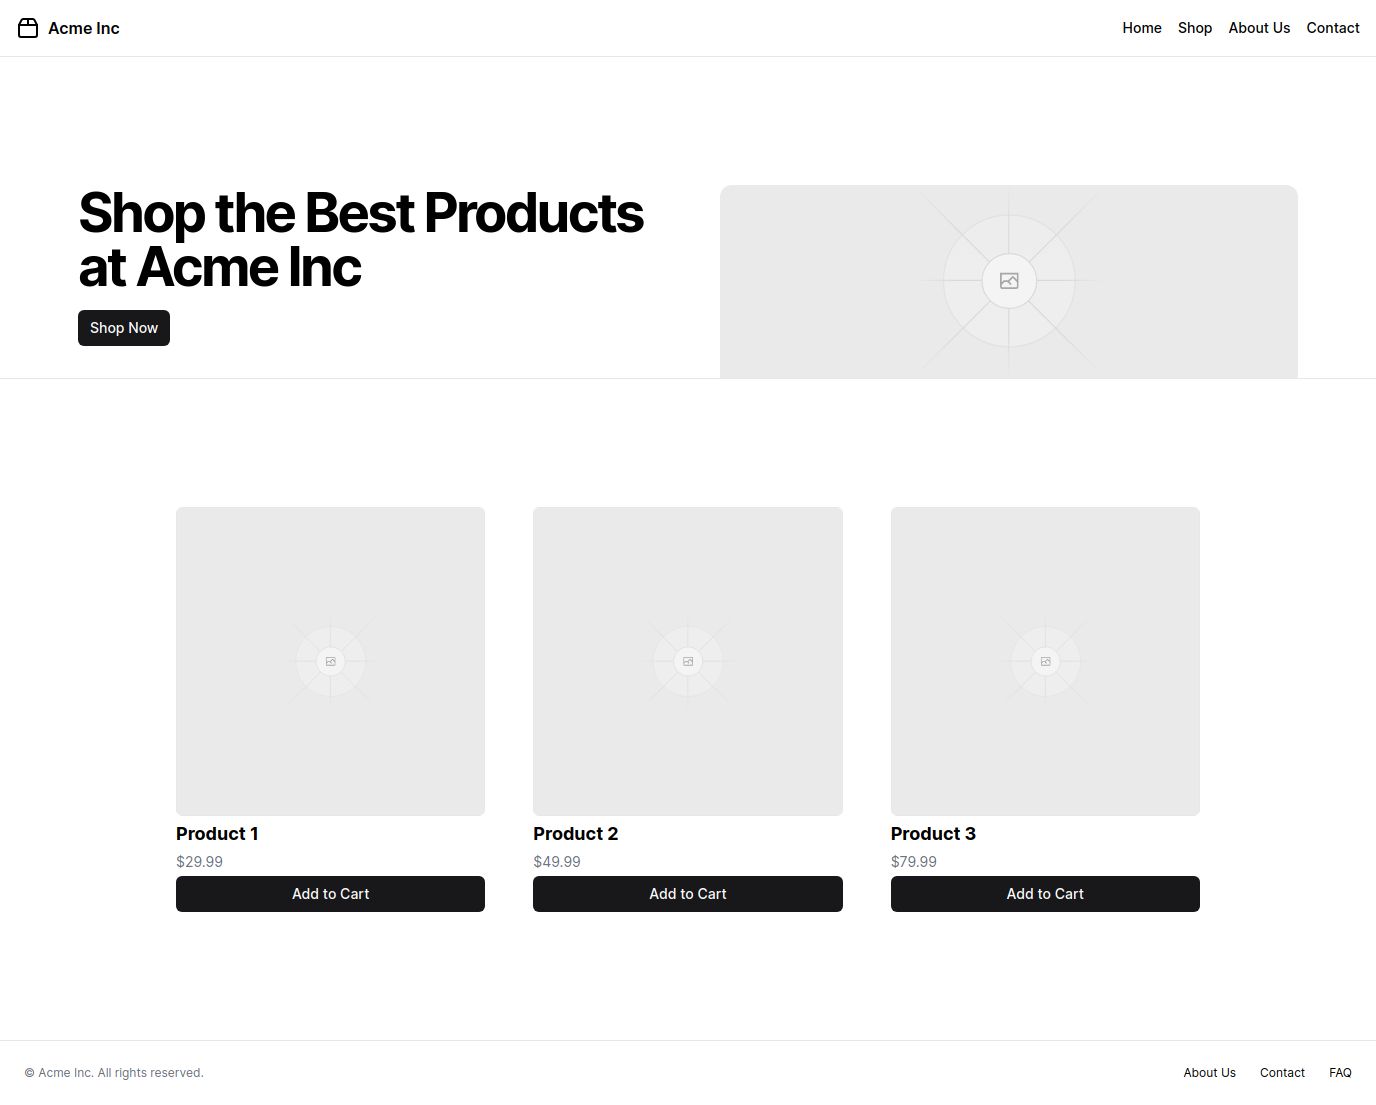 Acme Inc
Home Shop About Us Contact
Shop the Best Products
at Acme Inc
Shop Now
Product 1
$29.99
Add to Cart
Product 2
$49.99
Add to Cart
Product 3
$79.99
Add to Cart
© Acme Inc. All rights reserved.
About Us Contact FAQ